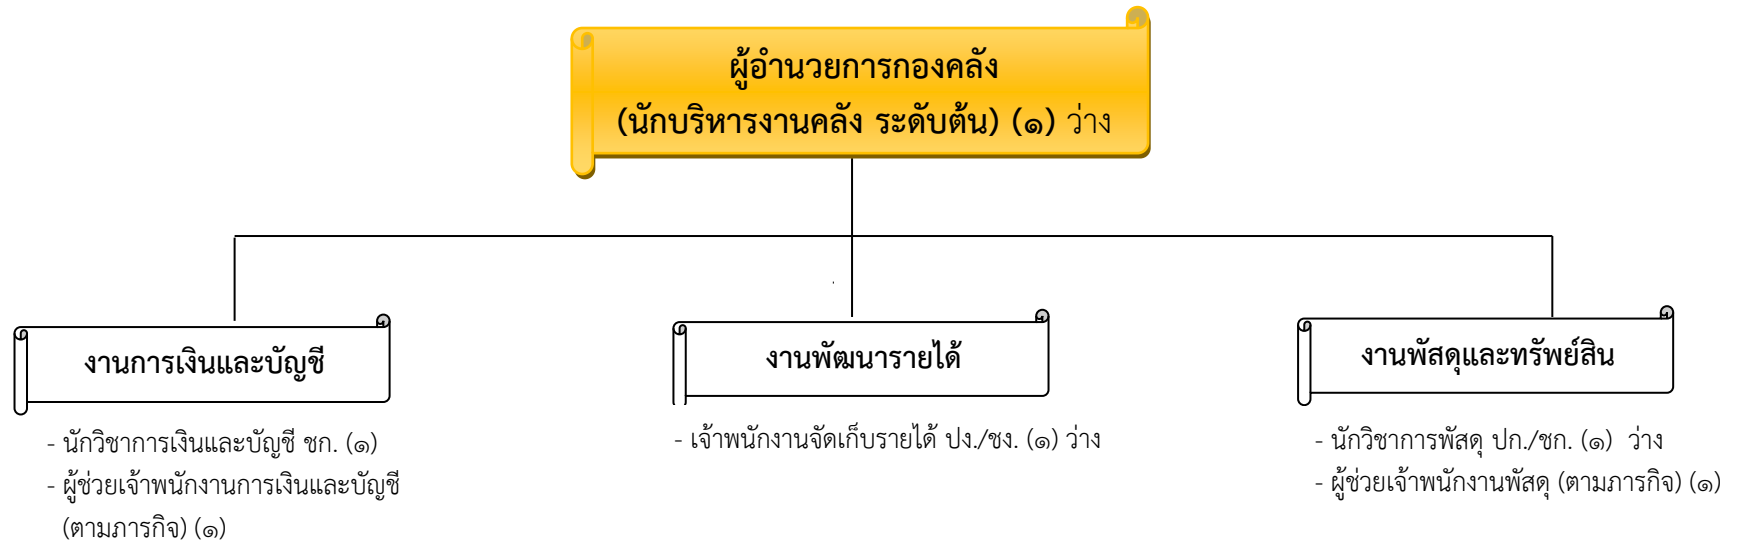 ผู้อำนวยการกองคลัง
(นักบริหารงานคลัง ระดับต้น) (๑) ว่าง
งานการเงินและบัญชี
- นักวิชาการเงินและบัญชี ชก. (๑)
- ผู้ช่วยเจ้าพนักงานการเงินและบัญชี
(ตามภารกิจ) (๑)
งานพัฒนารายได้
- เจ้าพนักงานจัดเก็บรายได้ ปง./ชง. (๑) ว่าง
งานพัสดุและทรัพย์สิน
- นักวิชาการพัสดุ ปก./ชก. (๑) ว่าง
- ผู้ช่วยเจ้าพนักงานพัสดุ (ตามภารกิจ) (๑)